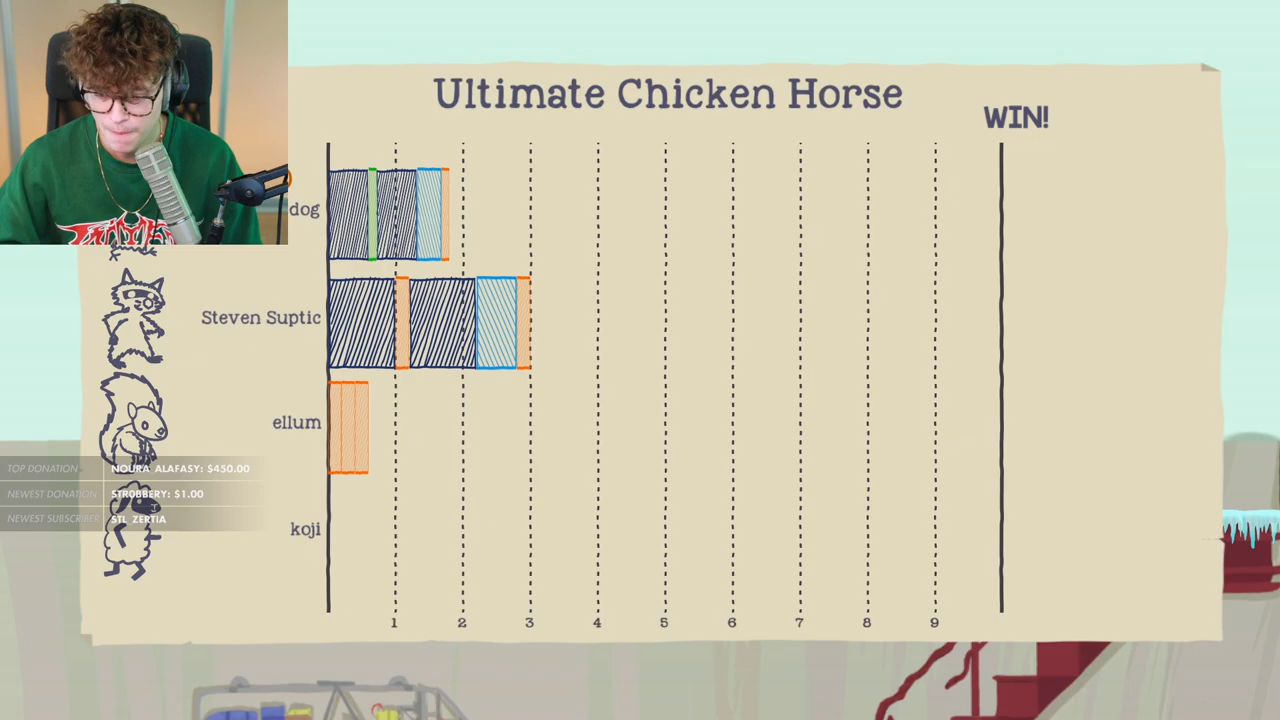 Ultimate Chicken Horse
WIN!
dog
Steven Suptic
ellum
TOP DONATION - NOURA ALAFASY: $450.00
NEWEST DONATION STR0BBERY: $1.00
NEWEST SUBSCRIBER STL_ZERTIA
koji
1 2 3 4 5 6 7 8 9